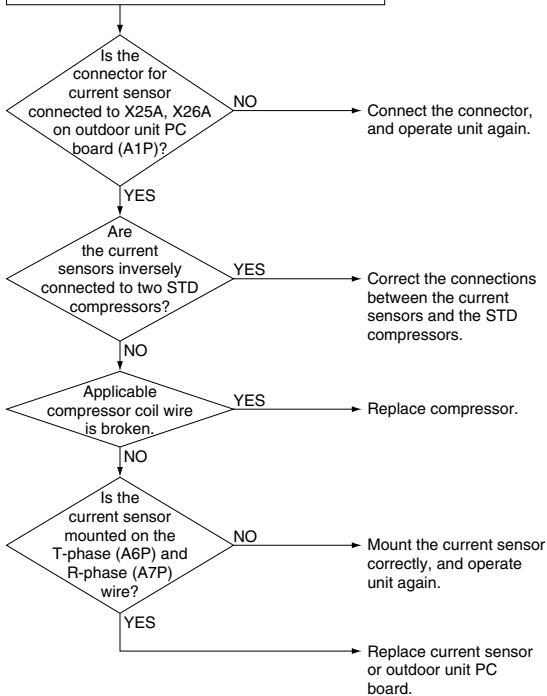 Is the
connector for
current sensor
connected to X25A, X26A
on outdoor unit PC
board (A1P)?
NO
Connect the connector,
and operate unit again.
YES
Are
the current
sensors inversely
connected to two STD
compressors?
YES
Correct the connections
between the current
sensors and the STD
compressors.
NO
Applicable
compressor coil wire
is broken.
YES
Replace compressor.
NO
Is the
current sensor
mounted on the
T-phase (A6P) and
R-phase (A7P)
wire?
NO
Mount the current sensor
correctly, and operate
unit again.
YES
Replace current sensor
or outdoor unit PC
board.